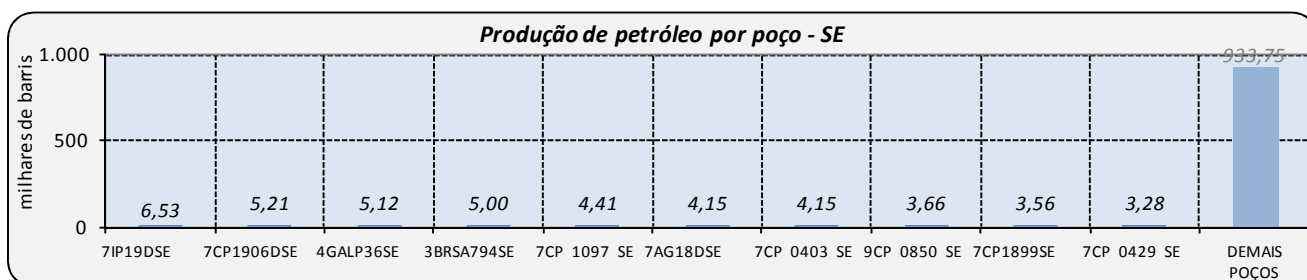 Produção de petróleo por poço - SE
milhares de barris
1.000
500
0
933,75
6,53
5,21
5,12
5,00
4,41
4,15
4,15
3,66
3,56
3,28
7IP19DSE
7CP1906DSE
4GALP36SE
3BRSA794SE
7CP 1097 SE
7AG18DSE
7CP 0403 SE
9CP 0850 SE
7CP1899SE
7CP 0429 SE
DEMAIS
POÇOS